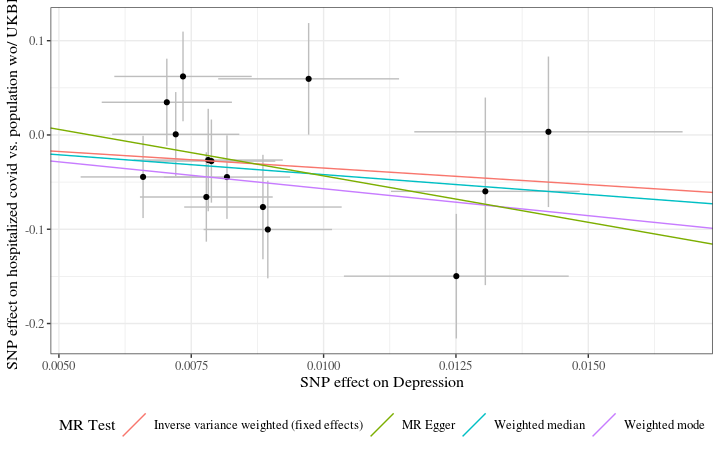 SNP effect on hospitalized covid vs. population wo/ UKBI
0.1
0.0
-0.1
-0.2
0.0050 0.0075 0.0100 0.0125 0.0150
SNP effect on Depression
MR Test Inverse variance weighted (fixed effects) MR Egger Weighted median Weighted mode